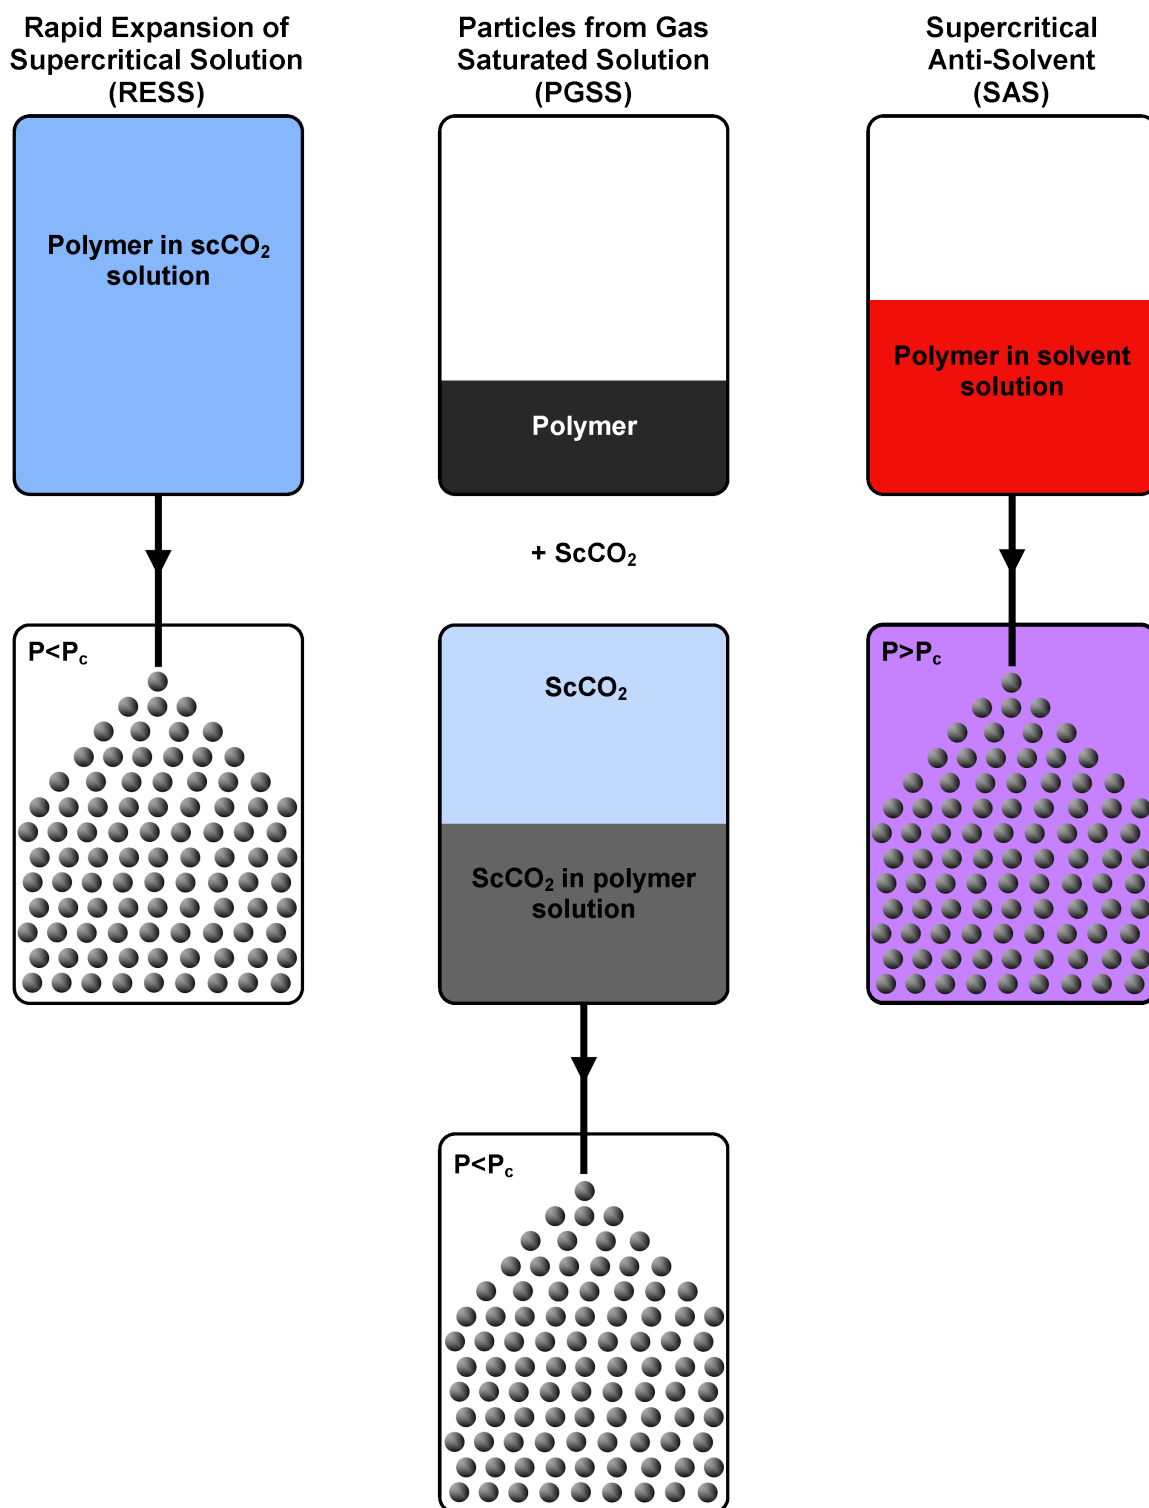 Rapid Expansion of
Supercritical Solution
(RESS)
Particles from Gas
Saturated Solution
(PGSS)
Supercritical
Anti-Solvent
(SAS)
Polymer in scCO₂
solution
Polymer
Polymer in solvent
solution
+ ScCO₂
P<Pc
ScCO₂
ScCO₂ in polymer
solution
P>Pc
P<Pc